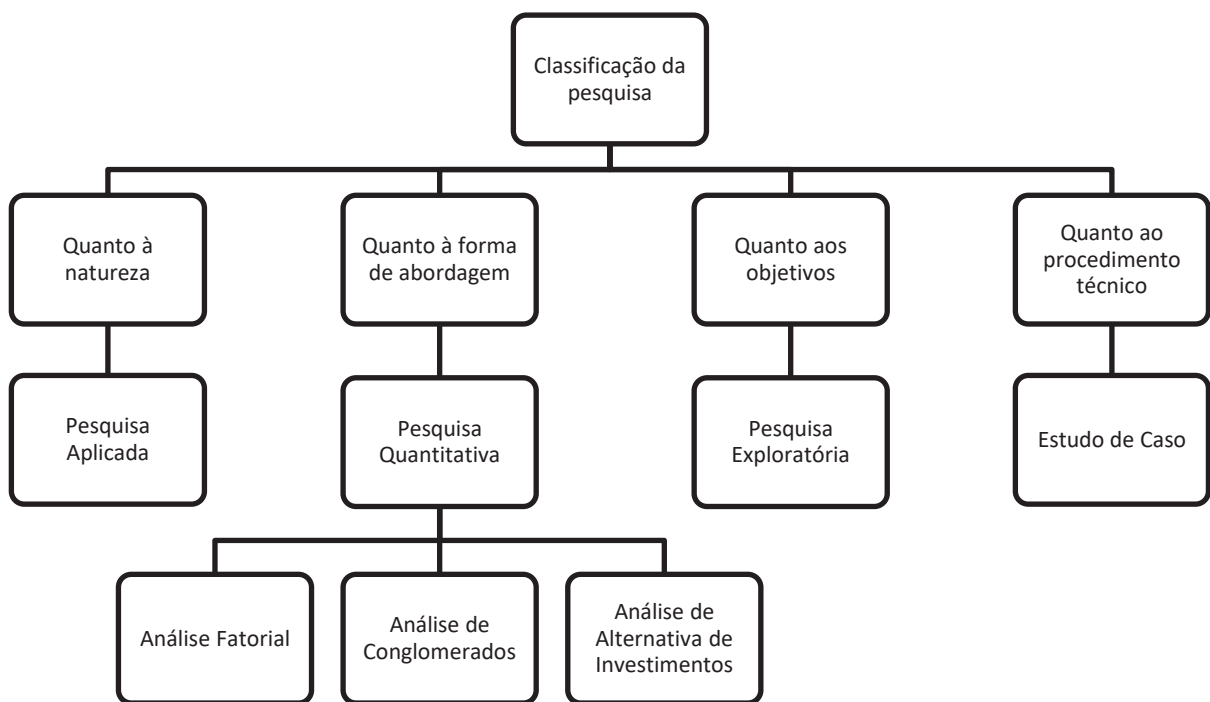 Classificação da
pesquisa
Quanto à
natureza
Quanto à forma
de abordagem
Quanto aos
objetivos
Quanto ao
procedimento
técnico
Pesquisa
Aplicada
Pesquisa
Quantitativa
Pesquisa
Exploratória
Estudo de Caso
Análise Fatorial
Análise de
Conglomerados
Análise de
Alternativa de
Investimentos